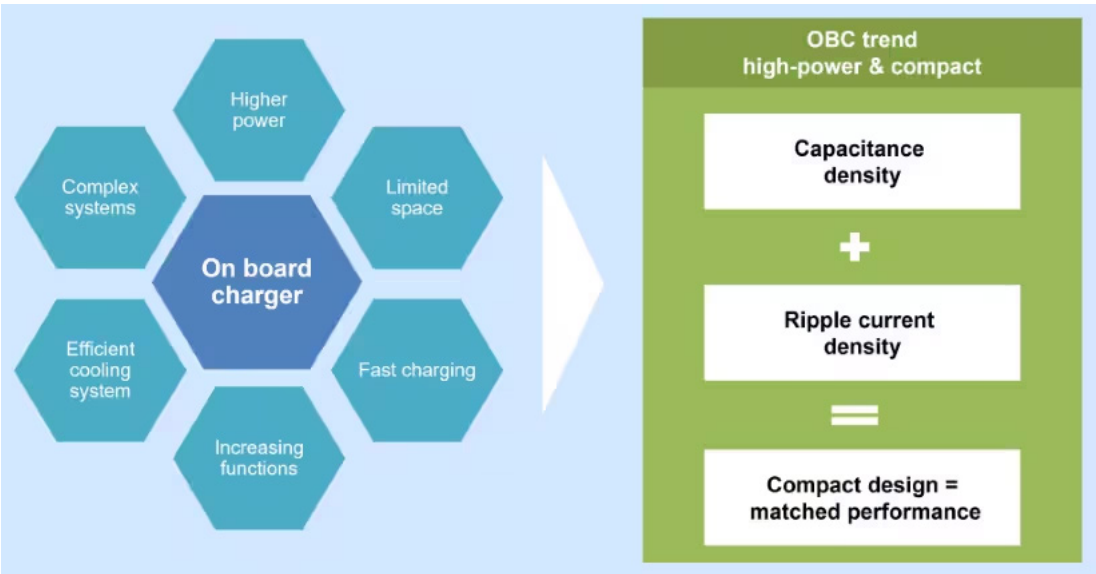 Higher
power
Complex
systems
Limited
space
On board
charger
Efficient
cooling
system
Fast charging
Increasing
functions
OBC trend
high-power & compact
Capacitance
density
+
Ripple current
density
=
Compact design =
matched performance